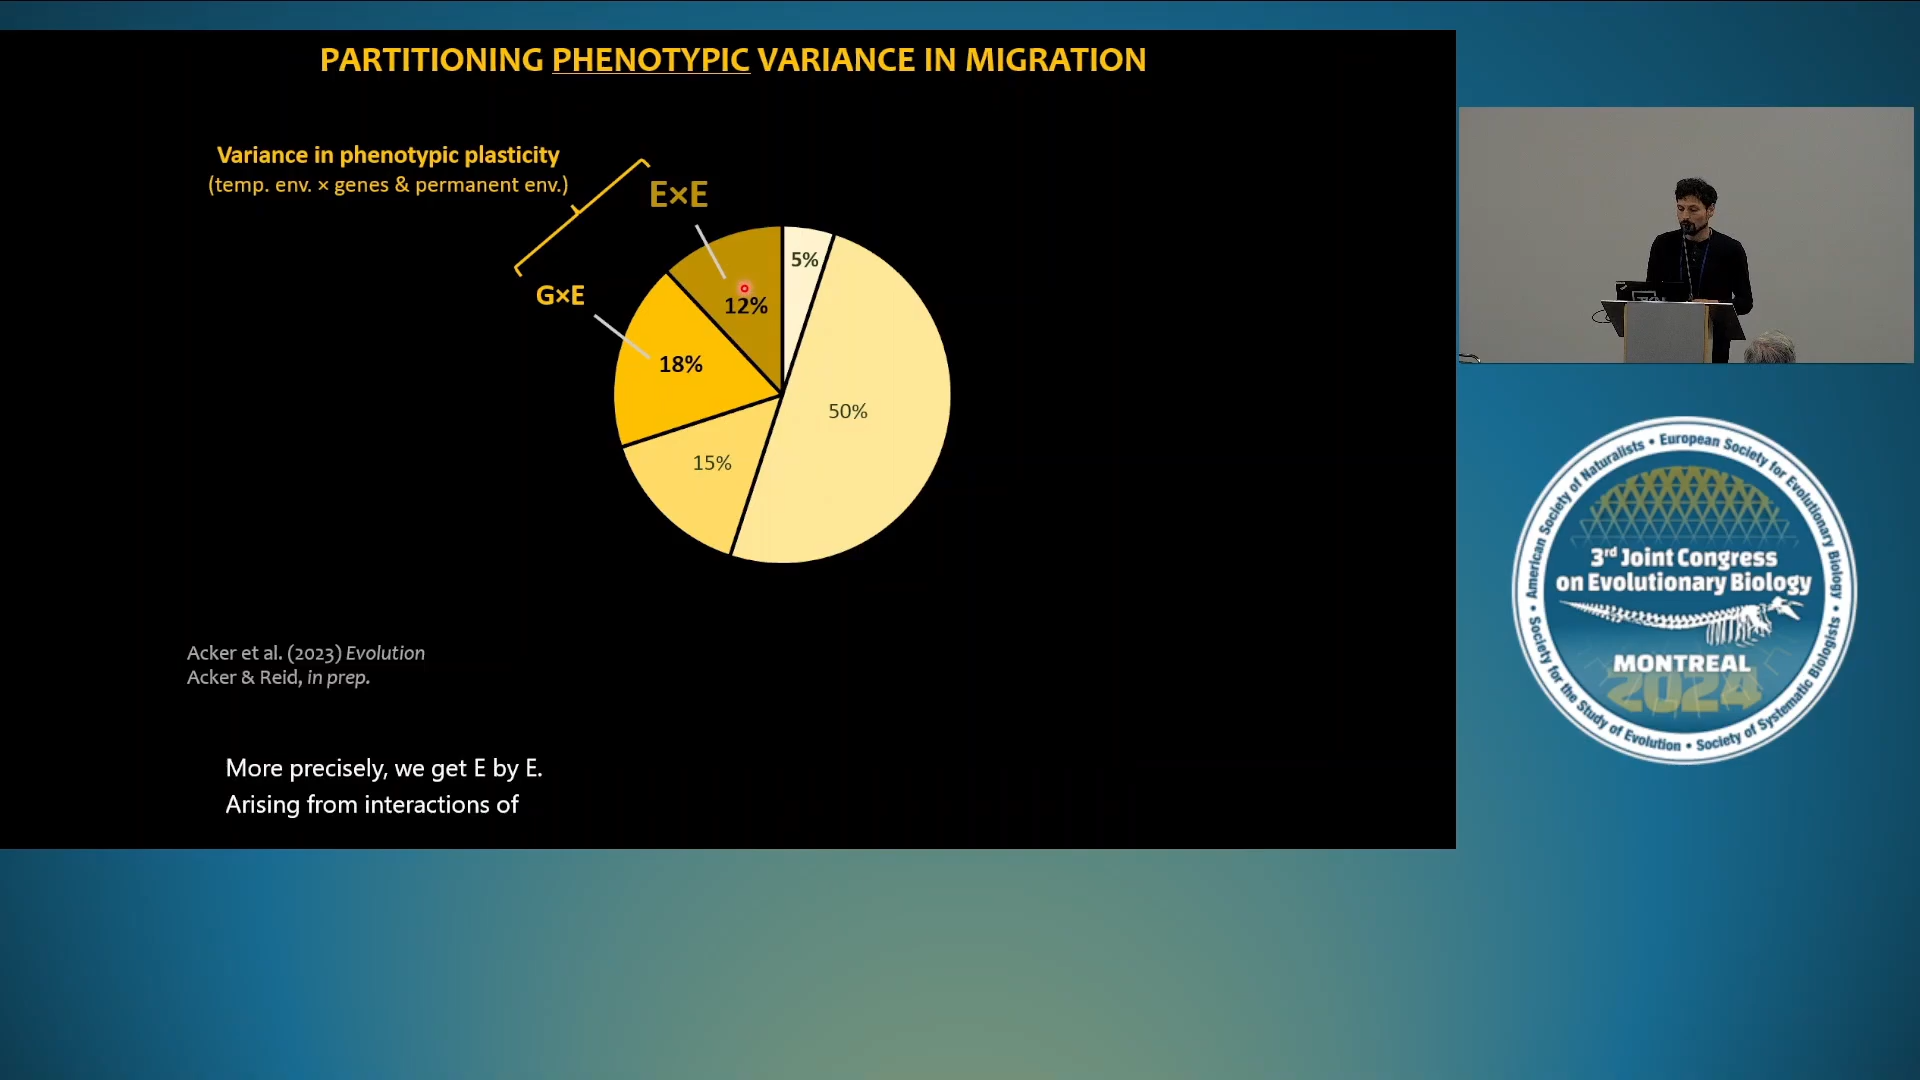 PARTITIONING PHENOTYPIC VARIANCE IN MIGRATION
Variance in phenotypic plasticity
(temp. env. × genes & permanent env.)
E×E
G×E
5%
12%
18%
50%
15%
Acker et al. (2023) Evolution
Acker & Reid, in prep.
More precisely, we get E by E.
Arising from interactions of
American Society of Naturalists • European Society for Evolutionary Biology • Society of Systematic Biologists • Society for the Study of Evolution •
3rd Joint Congress
on Evolutionary Biology
MONTREAL
2024